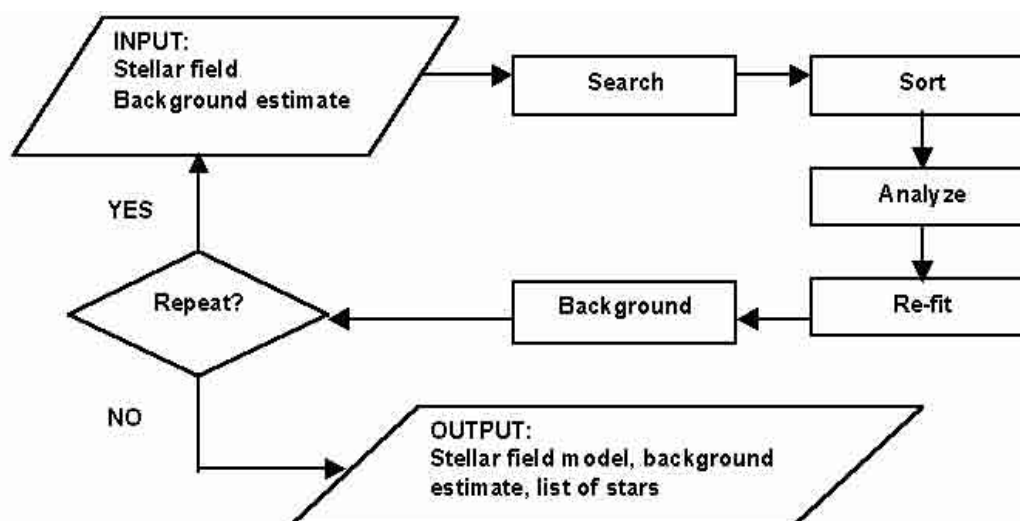 INPUT:
Stellar field
Background estimate
Search
Sort
Analyze
Re-fit
Background
Repeat?
YES
NO
OUTPUT:
Stellar field model, background
estimate, list of stars